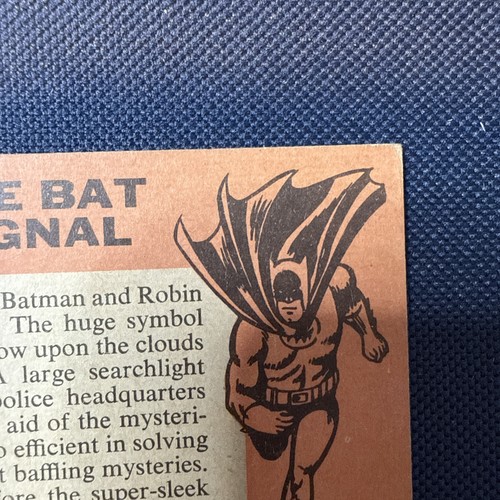 E BAT
GNAL
Batman and Robin
The huge symbol
ow upon the clouds
A large searchlight
police headquarters
aid of the mysteri-
o efficient in solving
t baffling mysteries.
ore the super-sleek